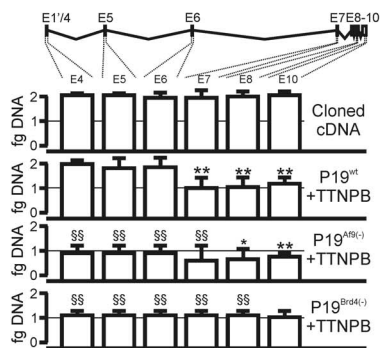 E1'/4 E5 E6 E7E8-10
E4 E5 E6 E7 E8 E10
fg DNA
2
1
0
Cloned
cDNA
fg DNA
2
1
0
** ** **
P19wt
+TTNPB
fg DNA
2
1
0
§§ §§ §§ §§ * **
P19Af9(-)
+TTNPB
fg DNA
2
1
0
§§ §§ §§ §§ §§
P19Brd4(-)
+TTNPB